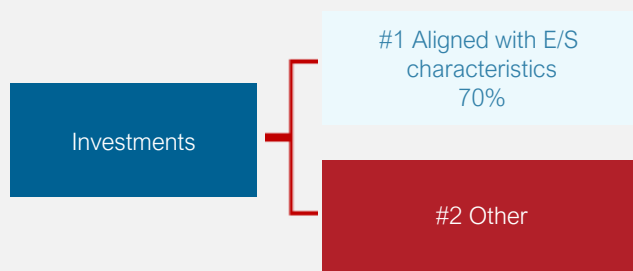 #1 Aligned with E/S
characteristics
70%
Investments
#2 Other